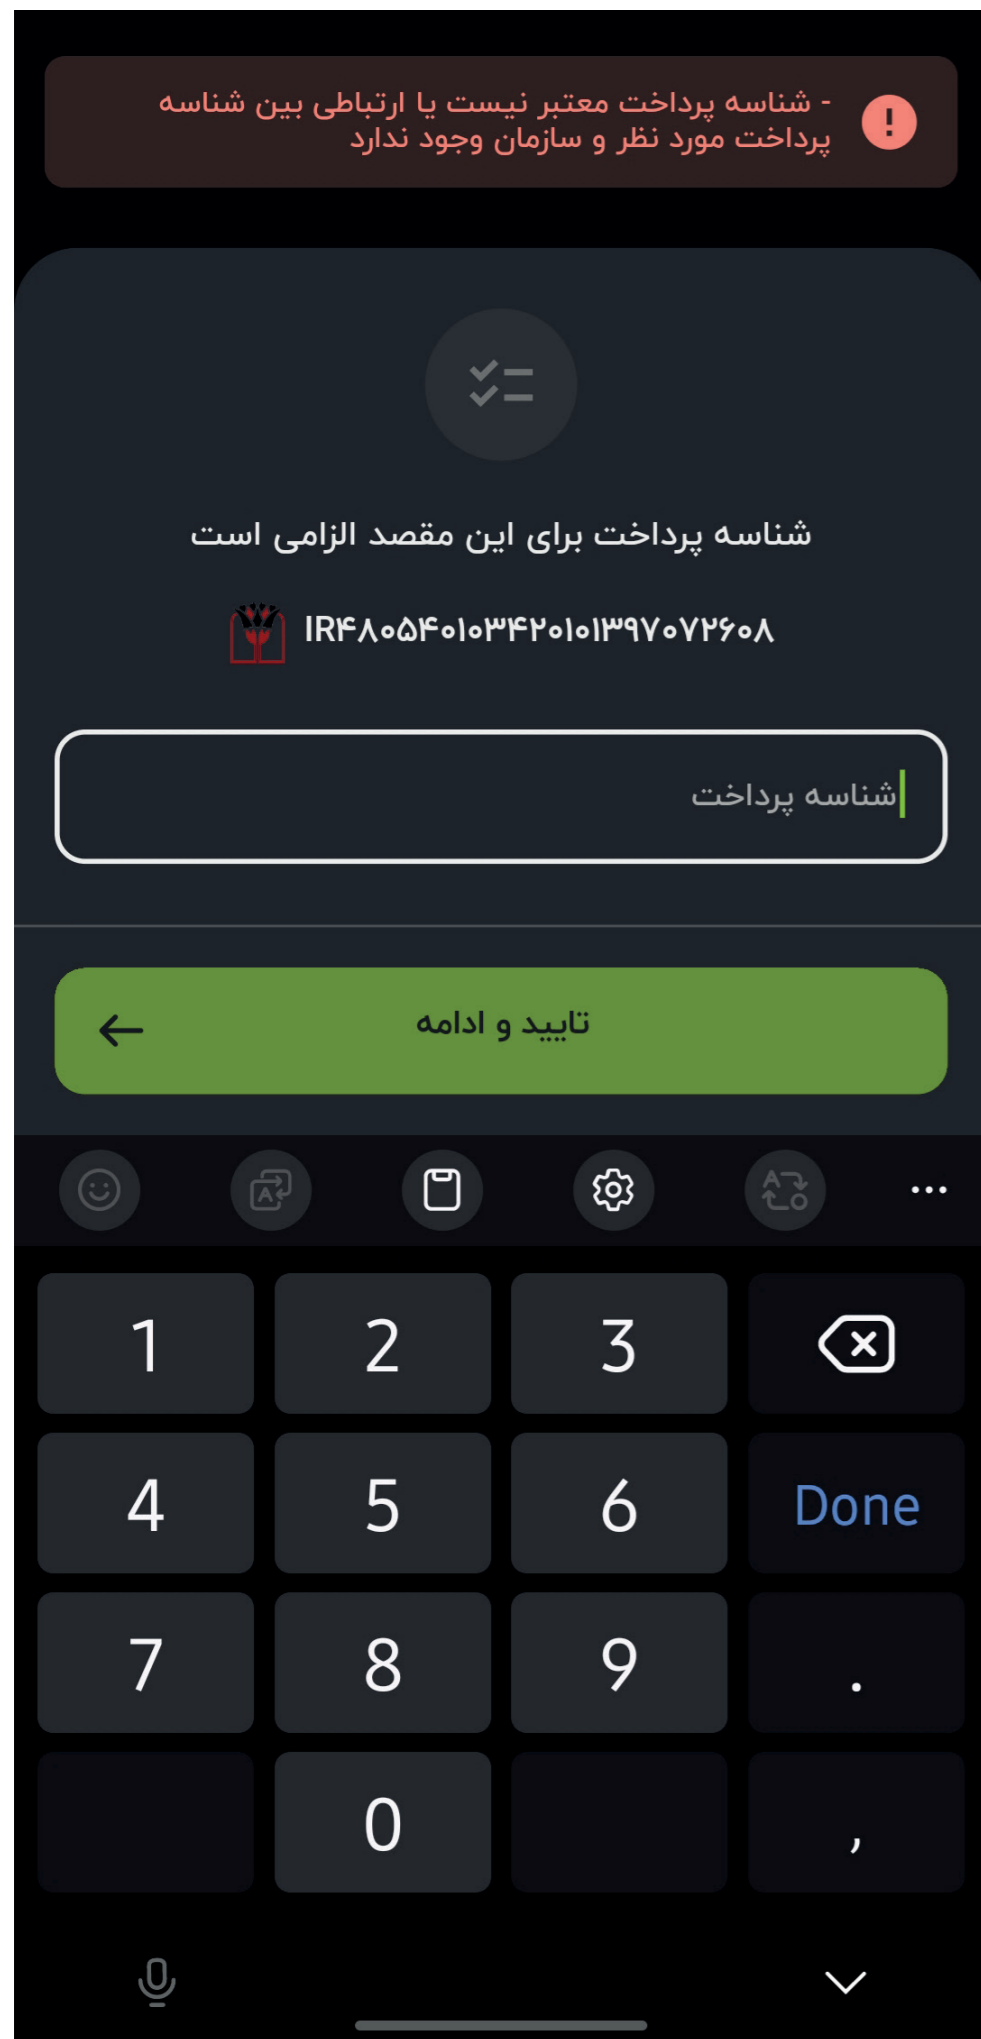 - شناسه پرداخت معتبر نیست یا ارتباطی بین شناسه
پرداخت مورد نظر و سازمان وجود ندارد
شناسه پرداخت برای این مقصد الزامی است
IR۴۸۰۵۴۰۱۰۳۴۲۰۱۰۱۳۹۷۰۷۲۶۰۸
شناسه پرداخت
تایید و ادامه
1 2 3
4 5 6 Done
7 8 9 .
0 ,